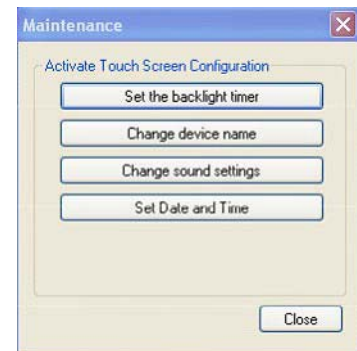 Maintenance
Activate Touch Screen Configuration
Set the backlight timer
Change device name
Change sound settings
Set Date and Time
Close